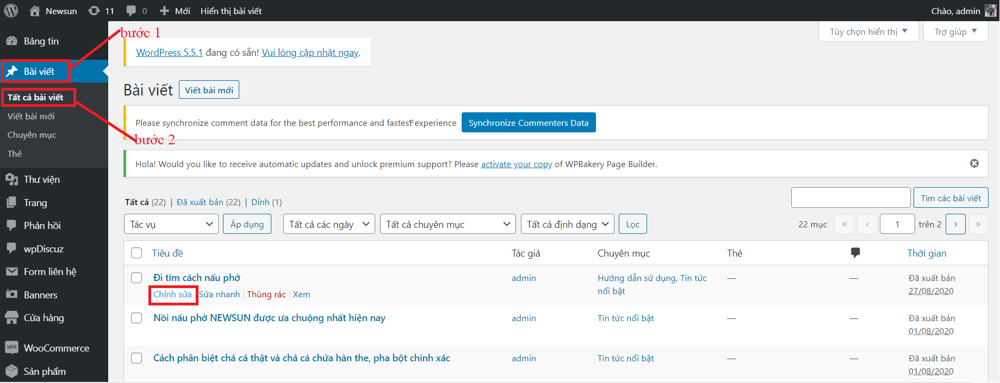 Newsun 11 0 Mới Hiển thị bài viết Chào, admin
Bảng tin
Bài viết
Tất cả bài viết
Viết bài mới
Chuyên mục
Thẻ
Thư viện
Trang
Phản hồi
wpDiscuz
Form liên hệ
Banners
Cửa hàng
WooCommerce
Sản phẩm
bước 1
bước 2
Tùy chọn hiển thị Trợ giúp
WordPress 5.5.1 đang có sẵn! Vui lòng cập nhật ngay.
Bài viết Viết bài mới
Please synchronize comment data for the best performance and fastest experience Synchronize Commenters Data
Hola! Would you like to receive automatic updates and unlock premium support? Please activate your copy of WPBakery Page Builder.
Tất cả (22) | Đã xuất bản (22) | Dính (1)
Tìm các bài viết
Tác vụ Áp dụng Tất cả các ngày Tất cả chuyên mục Tất cả định dạng Lọc 22 mục « ‹ 1 trên 2 › »
Tiêu đề Tác giả Chuyên mục Thẻ Thời gian
Đi tìm cách nấu phở admin Hướng dẫn sử dụng, Tin tức — — Đã xuất bản
nổi bật 27/08/2020
Chỉnh sửa | Sửa nhanh | Thùng rác | Xem
Nồi nấu phở NEWSUN được ưa chuộng nhất hiện nay admin Tin tức nổi bật — — Đã xuất bản
01/08/2020
Cách phân biệt chả cá thật và chả cá chứa hàn the, pha bột chính xác admin Tin tức nổi bật — — Đã xuất bản
01/08/2020